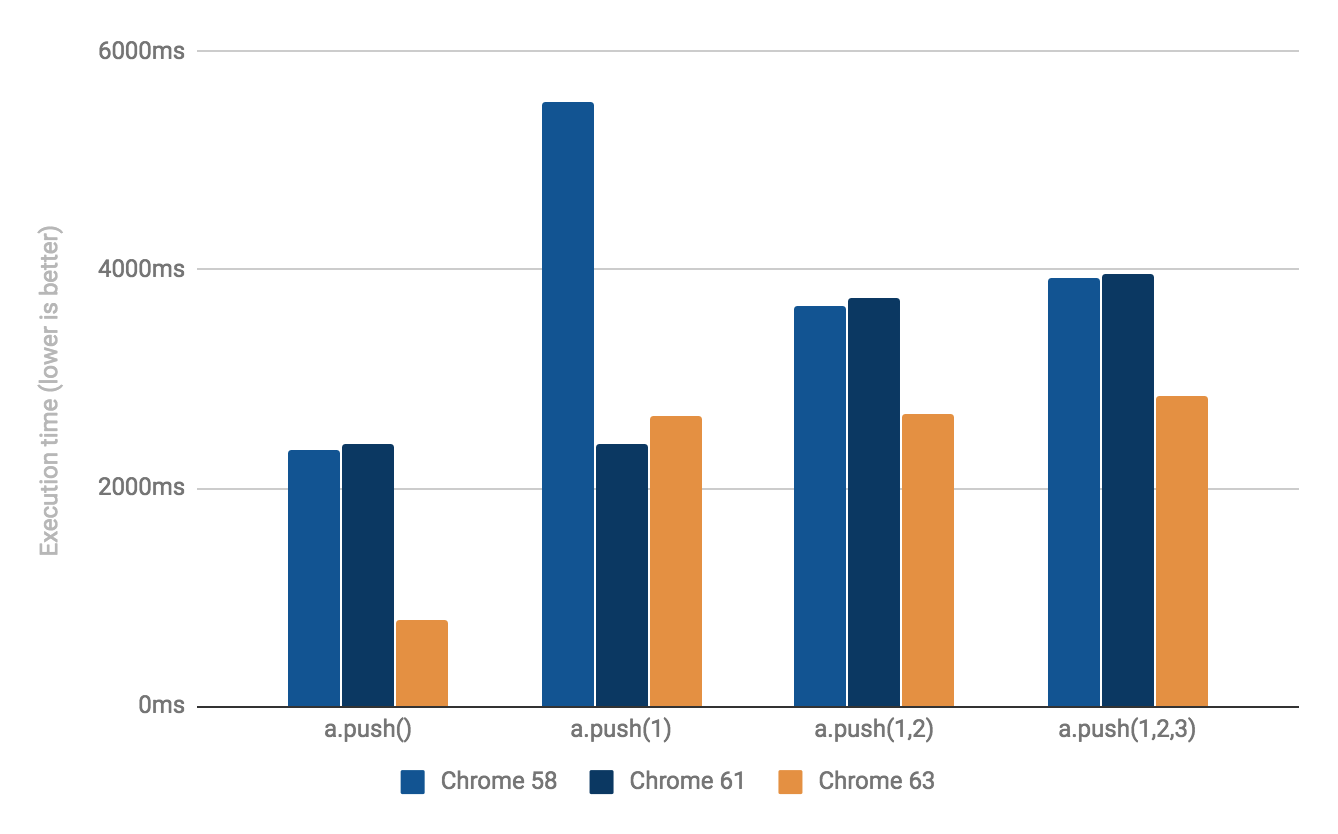 6000ms
4000ms
2000ms
0ms
Execution time (lower is better)
a.push()
a.push(1)
a.push(1,2)
a.push(1,2,3)
Chrome 58
Chrome 61
Chrome 63